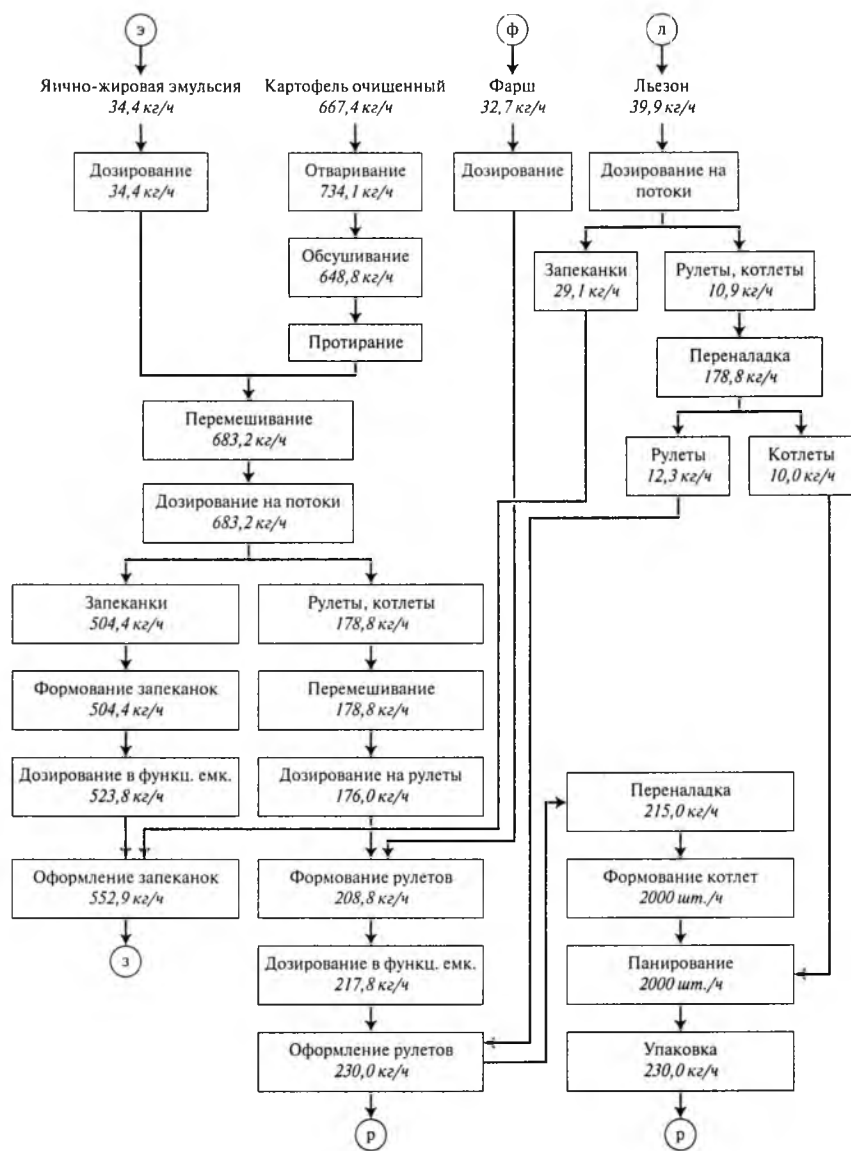 э
ф
л
Яично-жировая эмульсия
34,4 кг/ч
Картофель очищенный
667,4 кг/ч
Фарш
32,7 кг/ч
Льезон
39,9 кг/ч
Дозирование
34,4 кг/ч
Отваривание
734,1 кг/ч
Дозирование
Дозирование на
потоки
Обсушивание
648,8 кг/ч
Запеканки
29,1 кг/ч
Рулеты, котлеты
10,9 кг/ч
Протирание
Переналадка
178,8 кг/ч
Перемешивание
683,2 кг/ч
Рулеты
12,3 кг/ч
Котлеты
10,0 кг/ч
Дозирование на потоки
683,2 кг/ч
Запеканки
504,4 кг/ч
Рулеты, котлеты
178,8 кг/ч
Формование запеканок
504,4 кг/ч
Перемешивание
178,8 кг/ч
Дозирование в функц. емк.
523,8 кг/ч
Дозирование на рулеты
176,0 кг/ч
Переналадка
215,0 кг/ч
Оформление запеканок
552,9 кг/ч
Формование рулетов
208,8 кг/ч
Формование котлет
2000 шт./ч
з
Дозирование в функц. емк.
217,8 кг/ч
Панирование
2000 шт./ч
Оформление рулетов
230,0 кг/ч
Упаковка
230,0 кг/ч
р
р